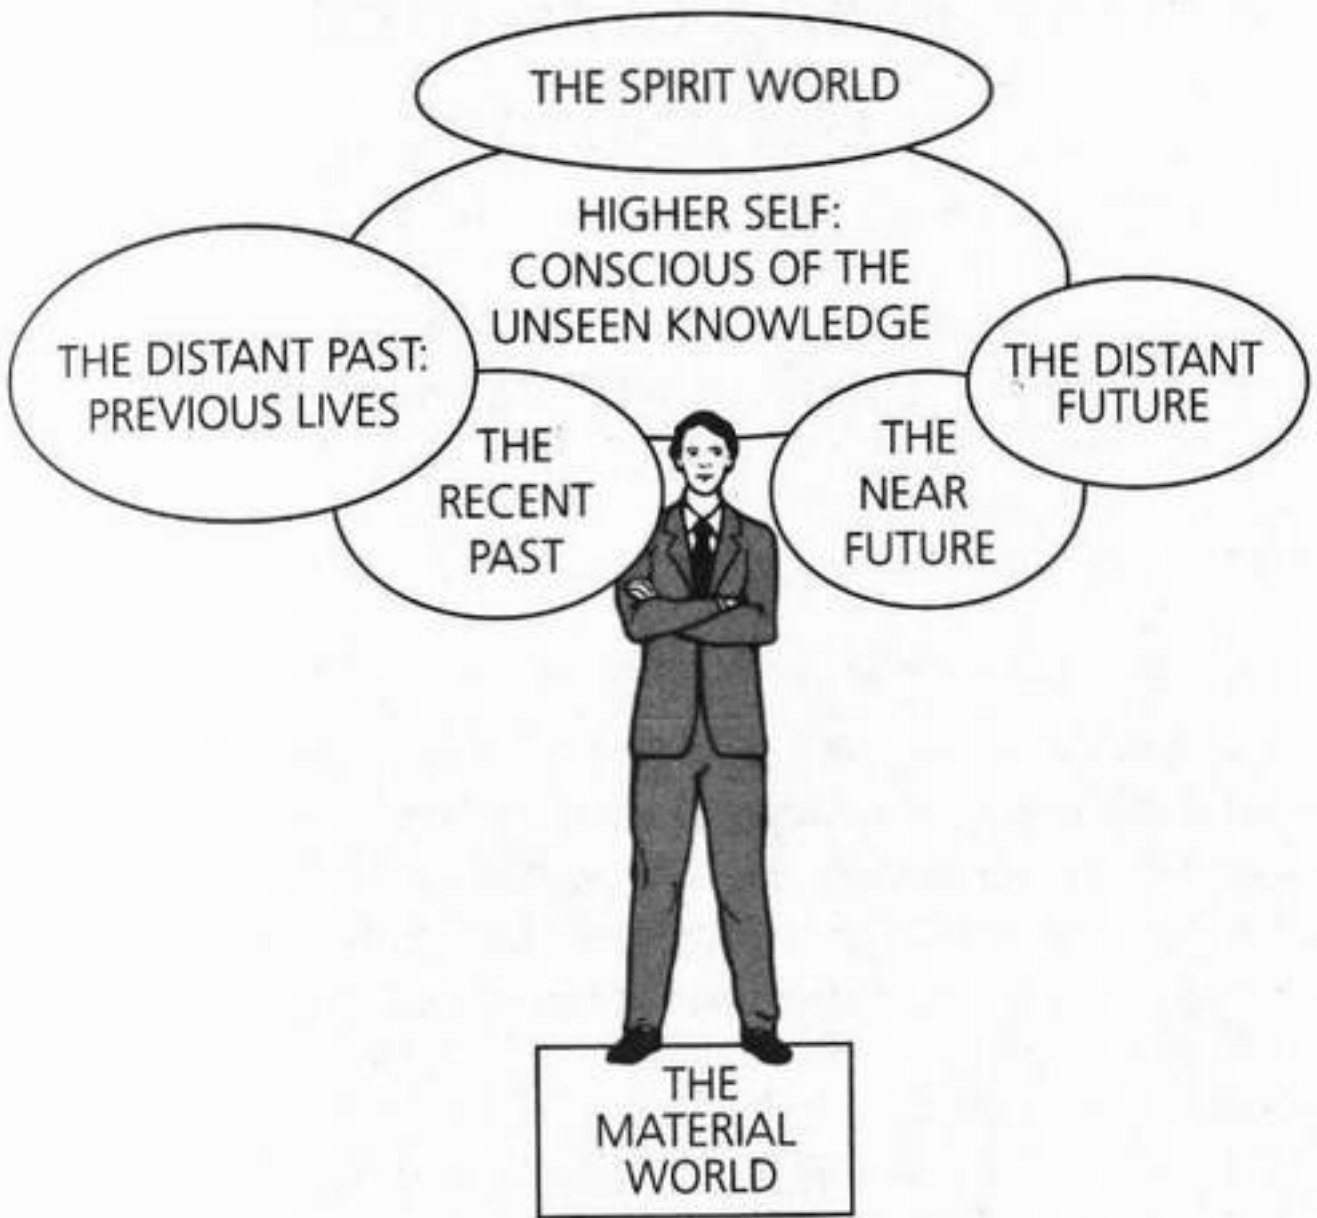 THE SPIRIT WORLD
HIGHER SELF:
CONSCIOUS OF THE
UNSEEN KNOWLEDGE
THE DISTANT PAST:
PREVIOUS LIVES
THE
RECENT
PAST
THE
NEAR
FUTURE
THE DISTANT
FUTURE
THE
MATERIAL
WORLD